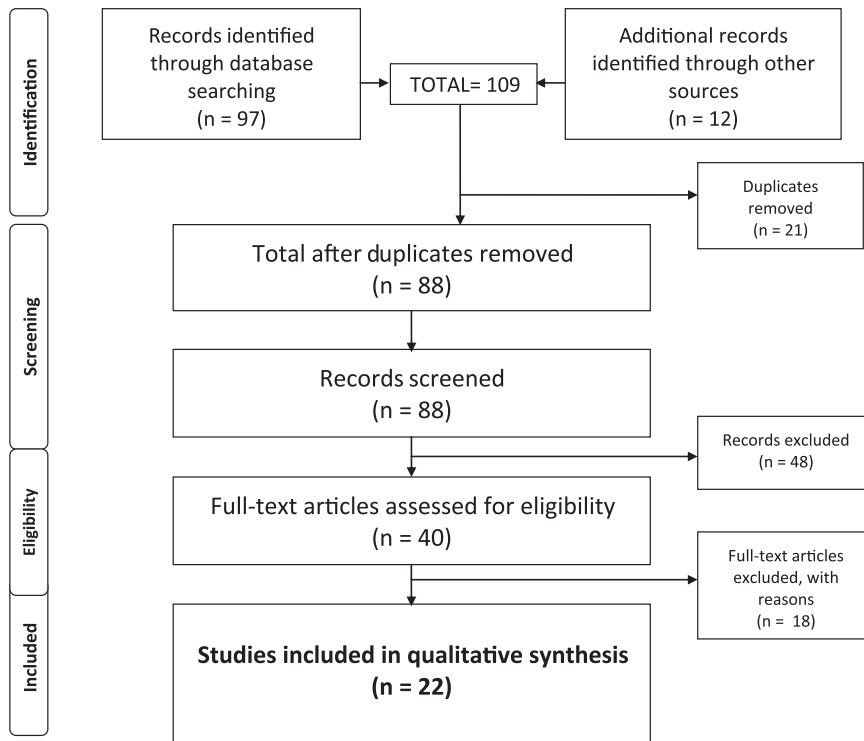 Identification
Records identified
through database
searching
(n = 97)
TOTAL= 109
Additional records
identified through other
sources
(n = 12)
Duplicates
removed
(n = 21)
Screening
Total after duplicates removed
(n = 88)
Records screened
(n = 88)
Records excluded
(n = 48)
Eligibility
Full-text articles assessed for eligibility
(n = 40)
Full-text articles
excluded, with
reasons
(n = 18)
Included
Studies included in qualitative synthesis
(n = 22)